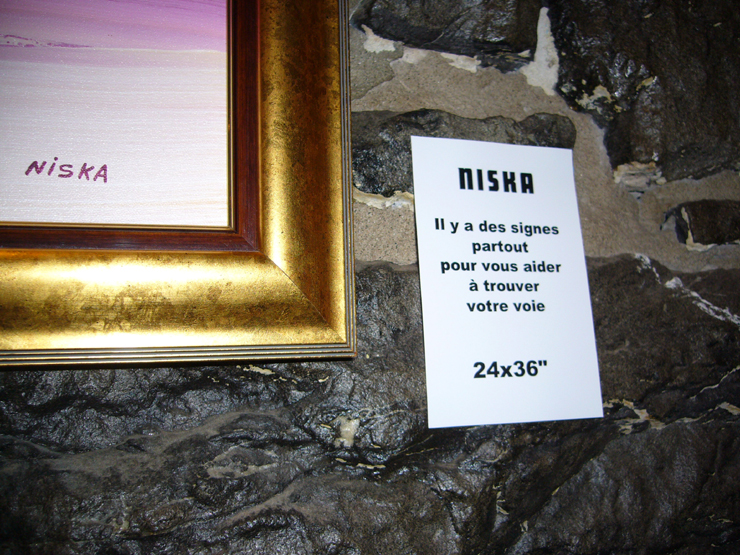 NiSKA
NISKA
Il y a des signes
partout
pour vous aider
à trouver
votre voie
24x36"